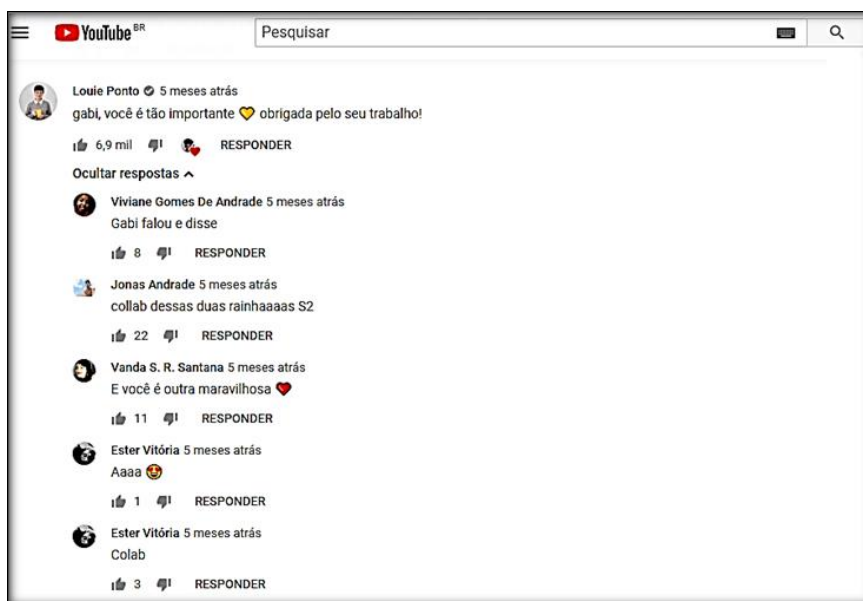 YouTube BR
Pesquisar
Louie Ponto 5 meses atrás
gabi, você é tão importante 💛 obrigada pelo seu trabalho!
6,9 mil RESPONDER
Ocultar respostas
Viviane Gomes De Andrade 5 meses atrás
Gabi falou e disse
8 RESPONDER
Jonas Andrade 5 meses atrás
collab dessas duas rainhaaaas S2
22 RESPONDER
Vanda S. R. Santana 5 meses atrás
E você é outra maravilhosa ❤️
11 RESPONDER
Ester Vitória 5 meses atrás
Aaaa 🤩
1 RESPONDER
Ester Vitória 5 meses atrás
Colab
3 RESPONDER